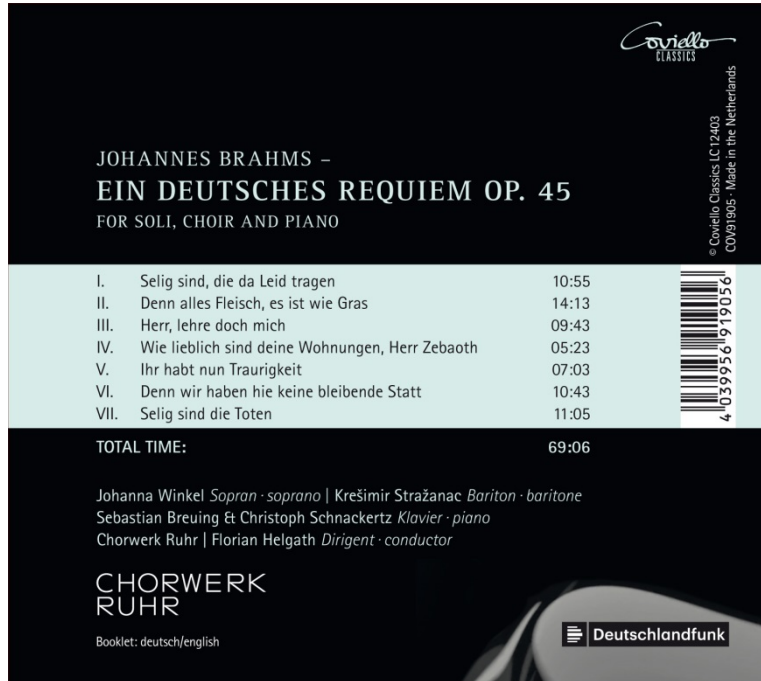 Coviello
CLASSICS
© Coviello Classics LC12403
COV91905 · Made in the Netherlands
JOHANNES BRAHMS –
EIN DEUTSCHES REQUIEM OP. 45
FOR SOLI, CHOIR AND PIANO
I. Selig sind, die da Leid tragen 10:55
II. Denn alles Fleisch, es ist wie Gras 14:13
III. Herr, lehre doch mich 09:43
IV. Wie lieblich sind deine Wohnungen, Herr Zebaoth 05:23
V. Ihr habt nun Traurigkeit 07:03
VI. Denn wir haben hie keine bleibende Statt 10:43
VII. Selig sind die Toten 11:05
4 039956 919056
TOTAL TIME: 69:06
Johanna Winkel Sopran · soprano | Krešimir Stražanac Bariton · baritone
Sebastian Breuing & Christoph Schnackertz Klavier · piano
Chorwerk Ruhr | Florian Helgath Dirigent · conductor
CHORWERK
RUHR
Booklet: deutsch/english
Deutschlandfunk